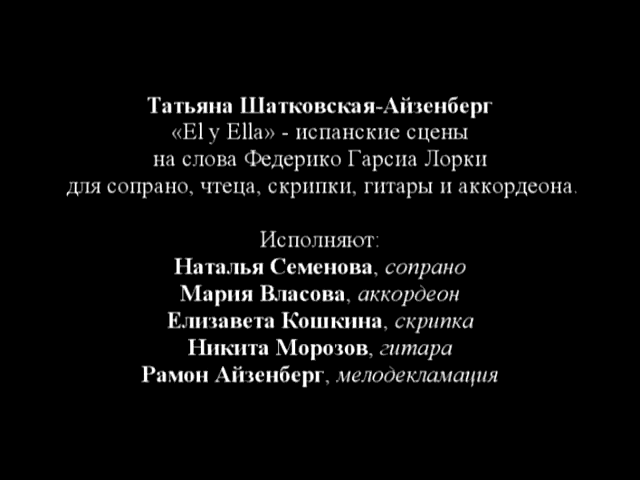 Татьяна Шатковская-Айзенберг
«El y Ella» - испанские сцены
на слова Федерико Гарсиа Лорки
для сопрано, чтеца, скрипки, гитары и аккордеона.
Исполняют:
Наталья Семенова, сопрано
Мария Власова, аккордеон
Елизавета Кошкина, скрипка
Никита Морозов, гитара
Рамон Айзенберг, мелодекламация